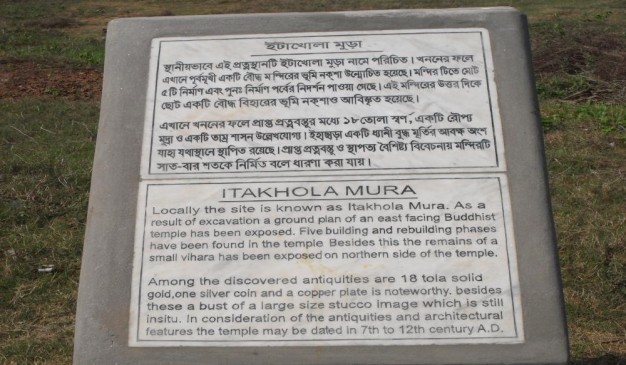 ইটাখোলা মুড়া
স্থানীয়ভাবে এই প্রত্নস্থানটি ইটাখোলা মুড়া নামে পরিচিত। খননের ফলে
এখানে পূর্বমুখী একটি বৌদ্ধ মন্দিরের ভূমি নকশা উন্মোচিত হয়েছে। মন্দির টিতে মোট
৫ টি নির্মাণ এবং পুনঃ নির্মাণ পর্বের নিদর্শন পাওয়া গেছে। এই মন্দিরের উত্তর দিকে
ছোট একটি বৌদ্ধ বিহারের ভূমি নকশাও আবিষ্কৃত হয়েছে।
এখানে খননের ফলে প্রাপ্ত প্রত্নবস্তুর মধ্যে ১৮তোলা স্বর্ণ, একটি রৌপ্য
মুদ্রা ও একটি তাম্র শাসন উল্লেখযোগ্য। ইহাছাড়া একটি ধ্যানী বুদ্ধ মূর্তির আবক্ষ অংশ
যাহা যথাস্থানে স্থাপিত রয়েছে। প্রাপ্ত প্রত্নবস্তু ও স্থাপত্য বৈশিষ্ট্য বিবেচনায় মন্দিরটি
সাত-বার শতকে নির্মিত বলে ধারণা করা যায়।
ITAKHOLA MURA
Locally the site is known as Itakhola Mura. As a
result of excavation a ground plan of an east facing Buddhist
temple has been exposed. Five building and rebuilding phases
have been found in the temple Besides this the remains of a
small vihara has been exposed on northern side of the temple.
Among the discovered antiquities are 18 tola solid
gold,one silver coin and a copper plate is noteworthy. besides
these a bust of a large size stucco image which is still
insitu. In consideration of the antiquities and architectural
features the temple may be dated in 7th to 12th century A.D.